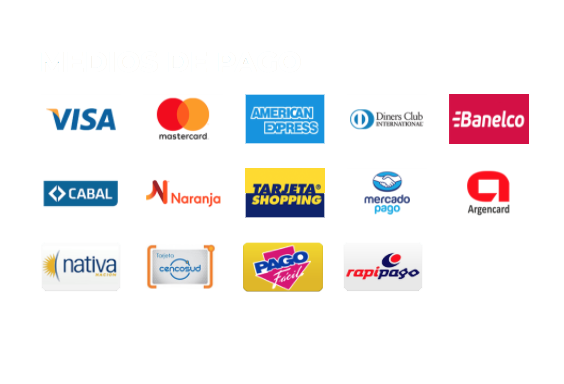 VISA
mastercard
AMERICAN
EXPRESS
Diners Club
INTERNATIONAL
Banelco
CABAL
Naranja
TARJETA®
SHOPPING
mercado
pago
Argencard
nativa
Tarjeta
cencosud
PAGO
Fácil
rapipago